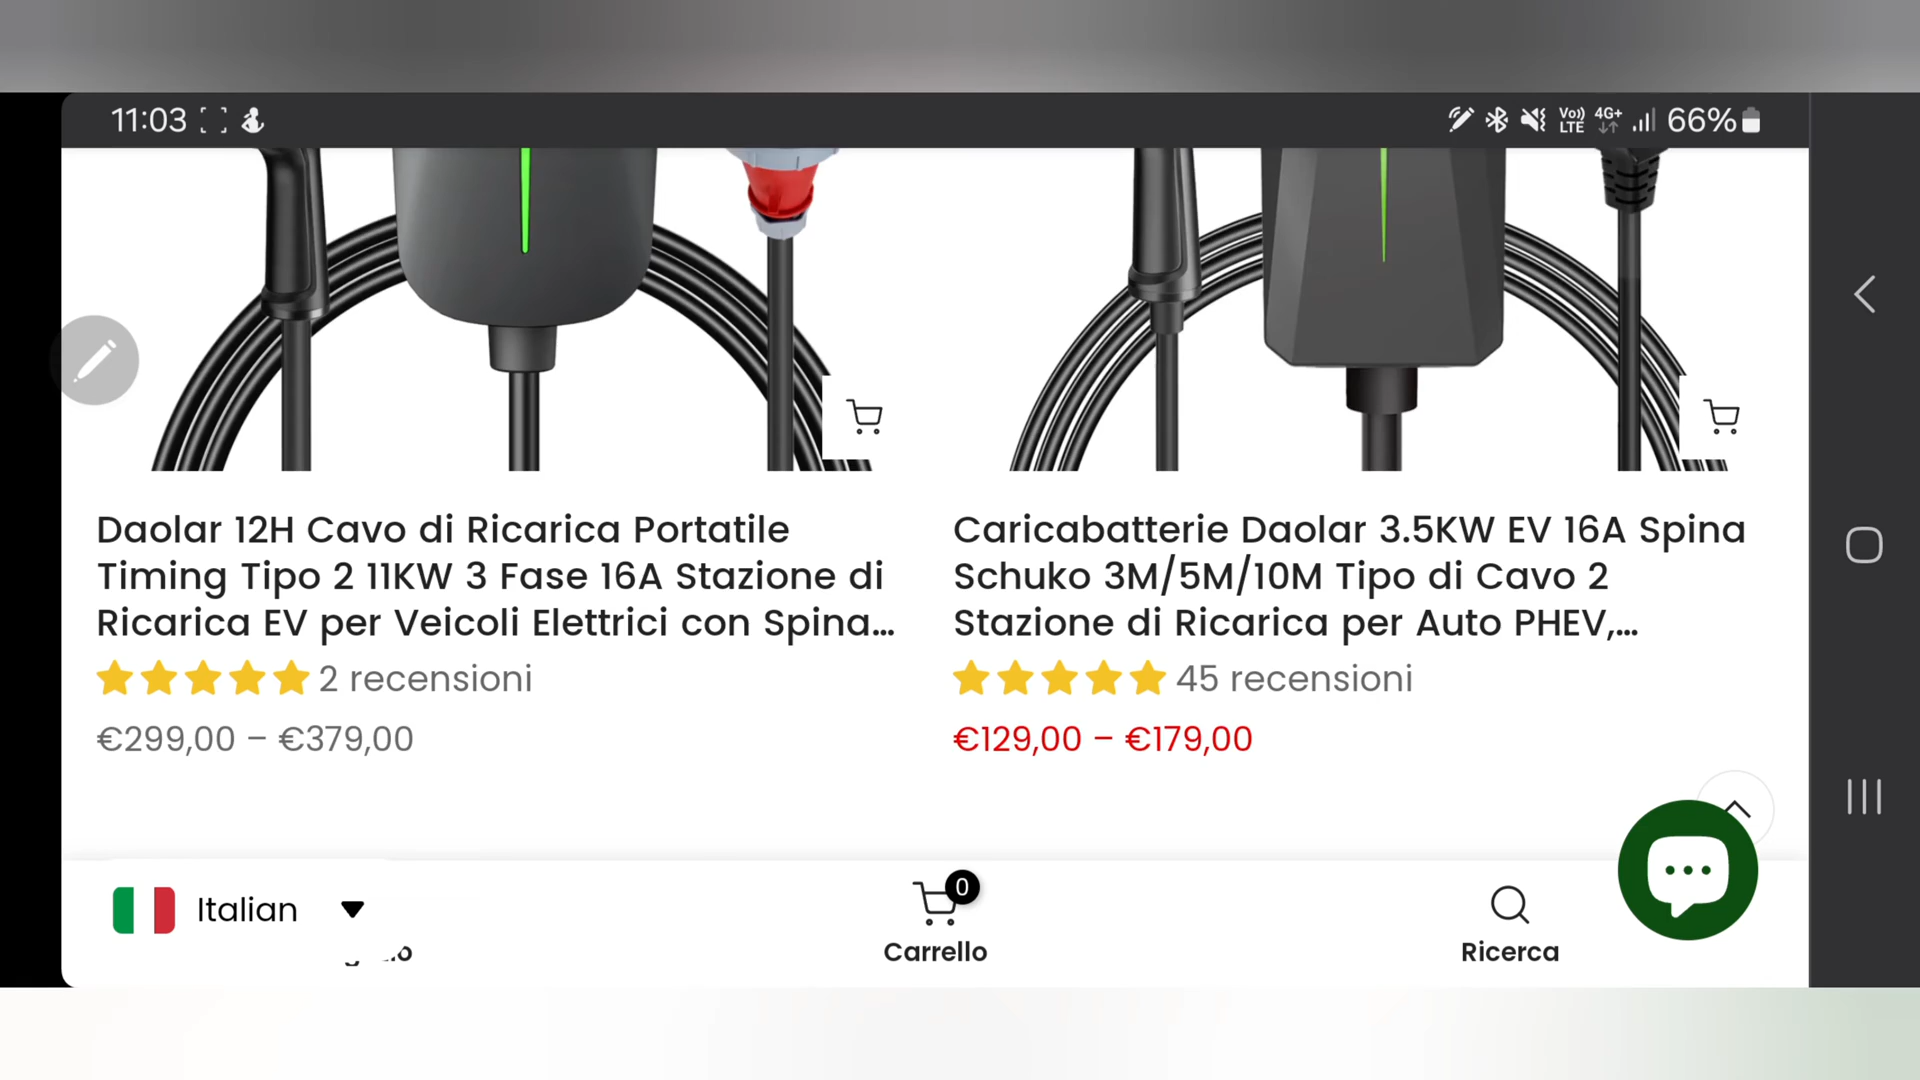 11:03
Vo)) LTE 4G+ 66%
Daolar 12H Cavo di Ricarica Portatile
Timing Tipo 2 11KW 3 Fase 16A Stazione di
Ricarica EV per Veicoli Elettrici con Spina...
2 recensioni
€299,00 – €379,00
Caricabatterie Daolar 3.5KW EV 16A Spina
Schuko 3M/5M/10M Tipo di Cavo 2
Stazione di Ricarica per Auto PHEV,...
45 recensioni
€129,00 – €179,00
Italian
0
Carrello
Ricerca